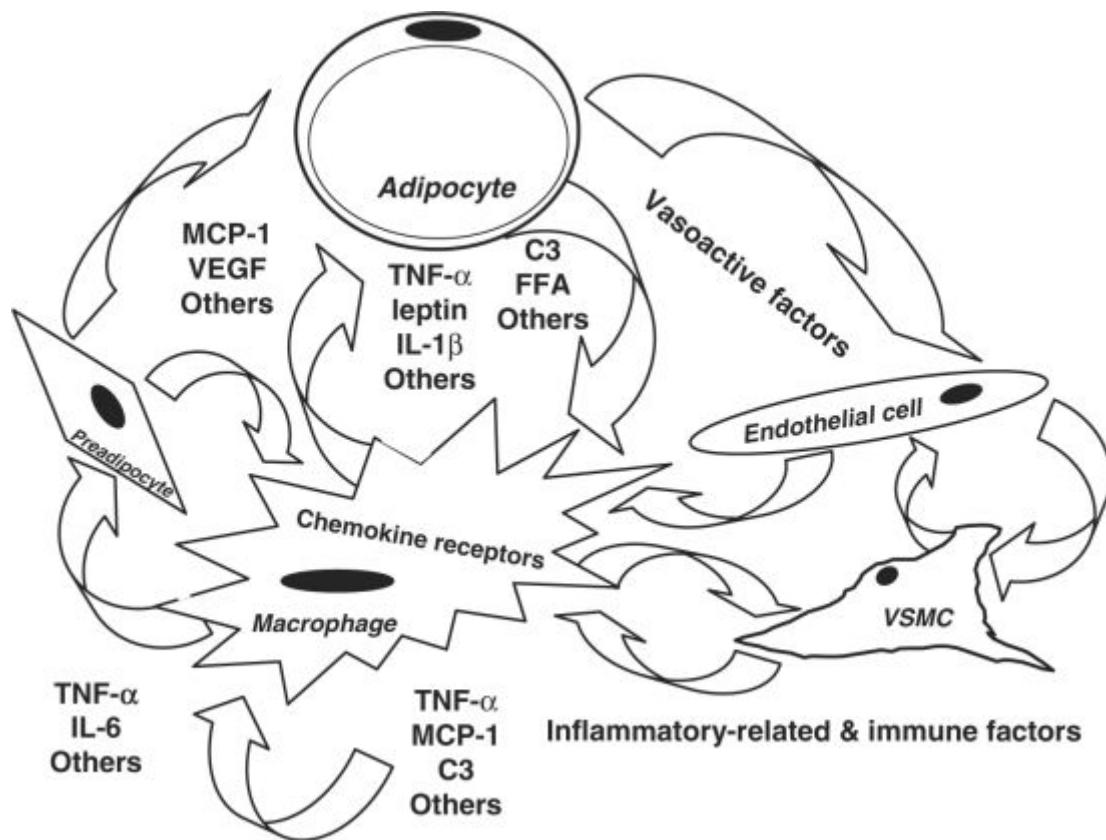 Adipocyte
MCP-1
VEGF
Others
TNF-α
leptin
IL-1β
Others
C3
FFA
Others
Vasoactive factors
Preadipocyte
Endothelial cell
Chemokine receptors
Macrophage
VSMC
TNF-α
IL-6
Others
TNF-α
MCP-1
C3
Others
Inflammatory-related & immune factors